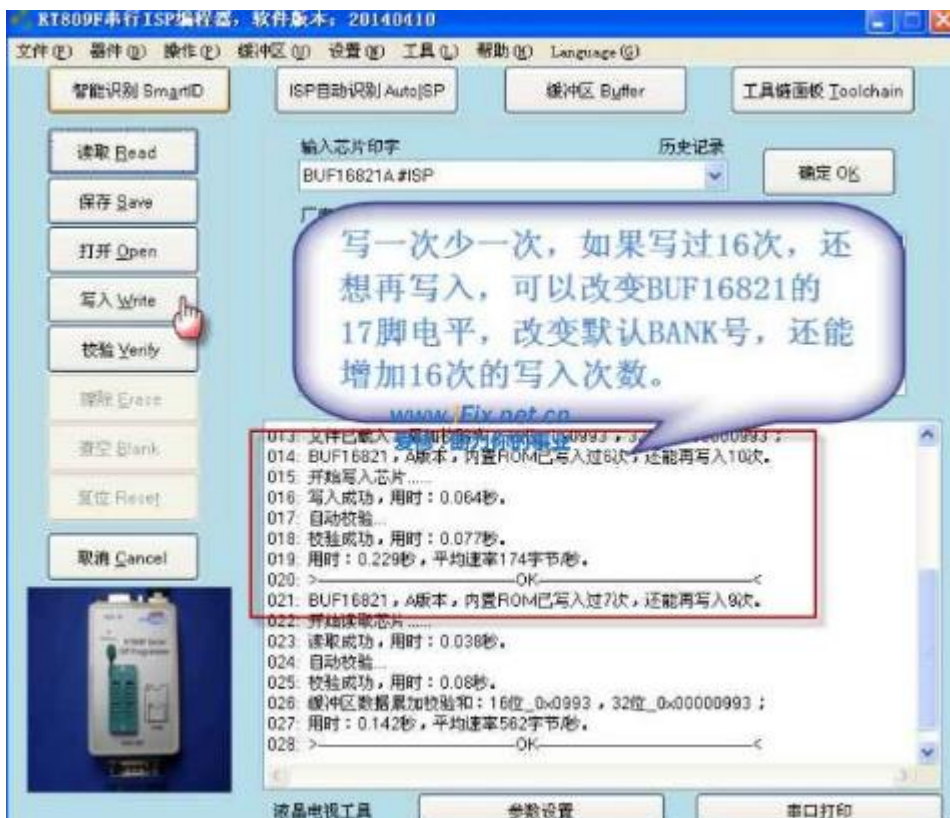 RT809F串行ISP编程器，软件版本：20140410
文件(F) 器件(D) 操作(P) 缓冲区(U) 设置(W) 工具(L) 帮助(H) Language(G)
智能识别 SmartID
ISP自动识别 Auto|SP
缓冲区 Buffer
工具链面板 Toolchain
读取 Read
输入芯片印字
历史记录
BUF16821A #ISP
确定 OK
保存 Save
打开 Open
写入 Write
校验 Verify
擦除 Erase
查空 Blank
复位 Reset
取消 Cancel
写一次少一次，如果写过16次，还
想再写入，可以改变BUF16821的
17脚电平，改变默认BANK号，还能
增加16次的写入次数。
www.iFix.net.cn
013: 文件已载入
014: BUF16821，A版本，内置ROM已写入过6次，还能再写入10次。
015: 开始写入芯片......
016: 写入成功，用时：0.064秒。
017: 自动校验...
018: 校验成功，用时：0.077秒。
019: 用时：0.229秒，平均速率174字节/秒。
020: >————————OK————————<
021: BUF16821，A版本，内置ROM已写入过7次，还能再写入9次。
022: 开始读取芯片......
023: 读取成功，用时：0.038秒。
024: 自动校验...
025: 校验成功，用时：0.08秒。
026: 缓冲区数据累加校验和：16位_0x0993，32位_0x00000993；
027: 用时：0.142秒，平均速率562字节/秒。
028: >————————OK————————<
液晶电视工具
参数设置
串口打印